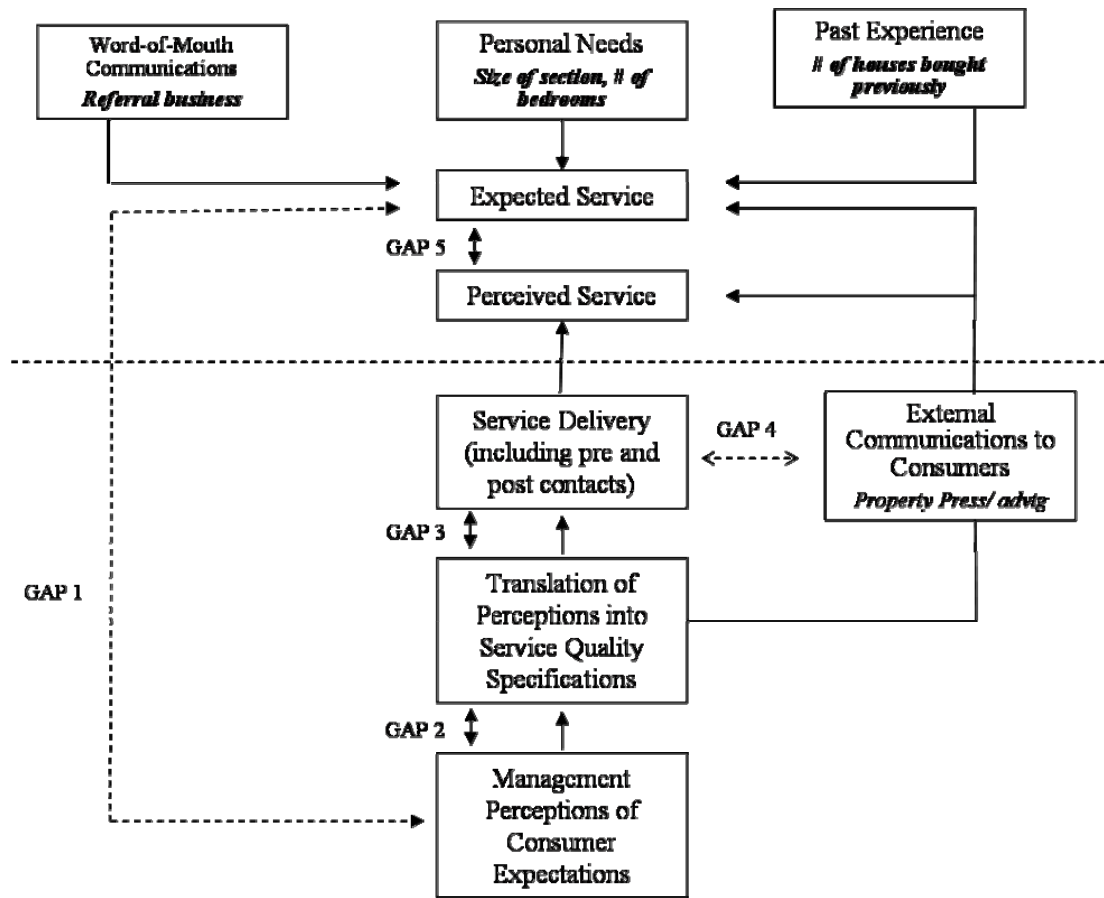 Word-of-Mouth
Communications
Referral business
Personal Needs
Size of section, # of
bedrooms
Past Experience
# of houses bought
previously
Expected Service
GAP 5
Perceived Service
Service Delivery
(including pre and
post contacts)
GAP 4
External
Communications to
Consumers
Property Press/ advtg
GAP 3
GAP 1
Translation of
Perceptions into
Service Quality
Specifications
GAP 2
Management
Perceptions of
Consumer
Expectations